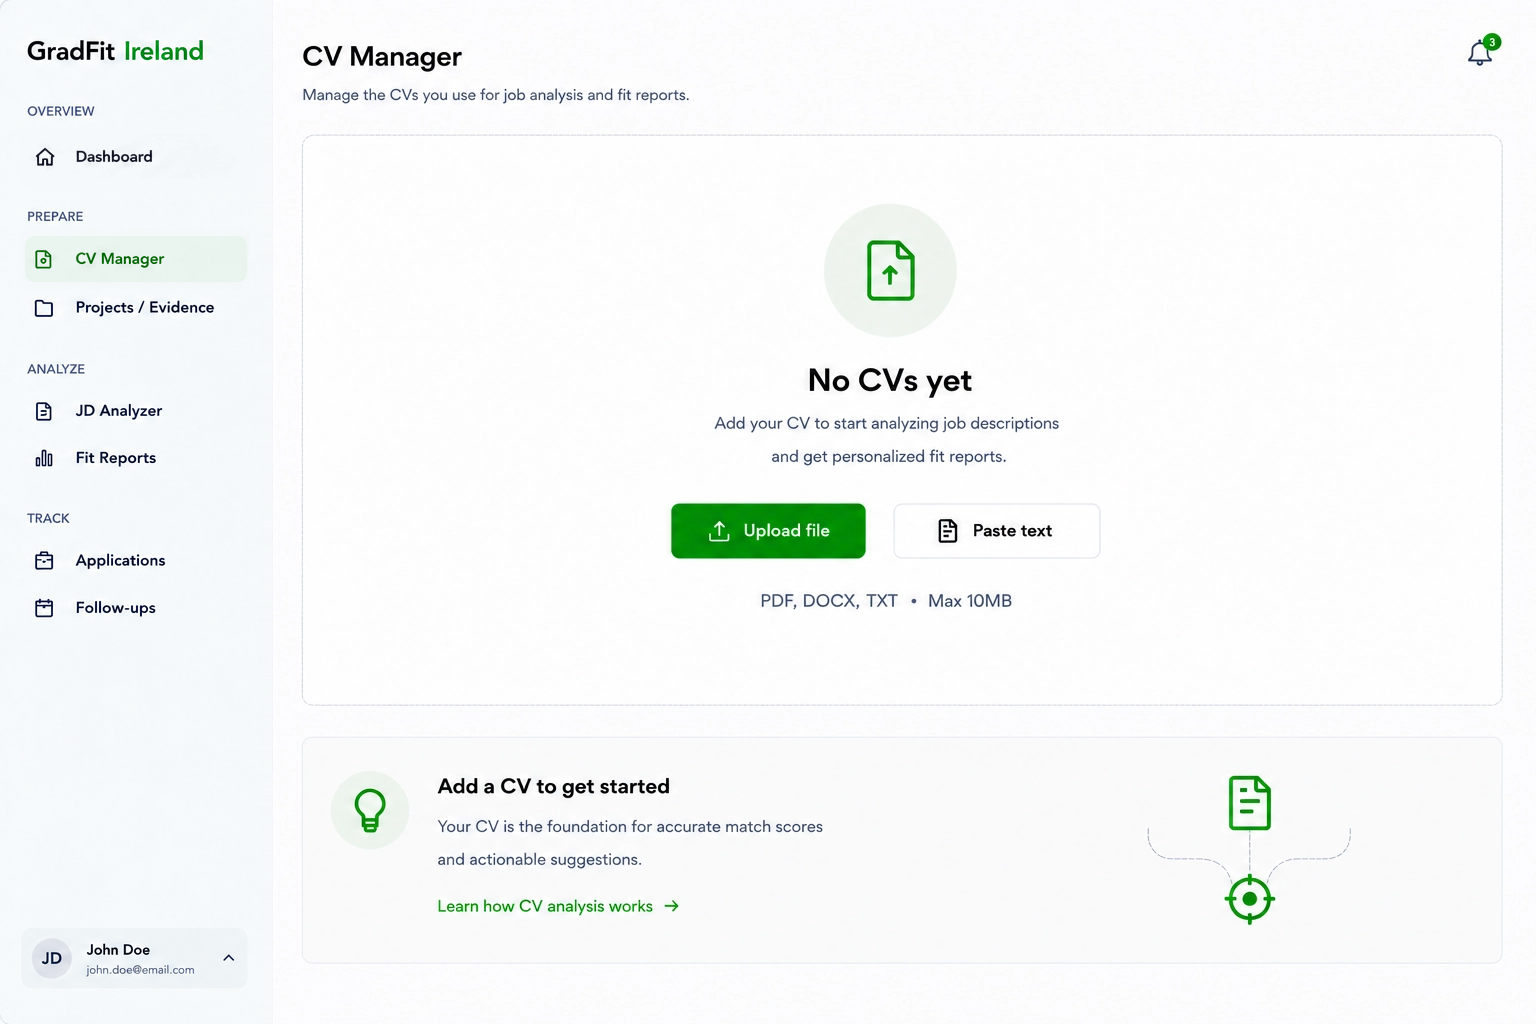 GradFit Ireland
OVERVIEW
Dashboard
PREPARE
CV Manager
Projects / Evidence
ANALYZE
JD Analyzer
Fit Reports
TRACK
Applications
Follow-ups
JD
John Doe
john.doe@email.com
CV Manager
Manage the CVs you use for job analysis and fit reports.
3
No CVs yet
Add your CV to start analyzing job descriptions
and get personalized fit reports.
Upload file
Paste text
PDF, DOCX, TXT • Max 10MB
Add a CV to get started
Your CV is the foundation for accurate match scores
and actionable suggestions.
Learn how CV analysis works →